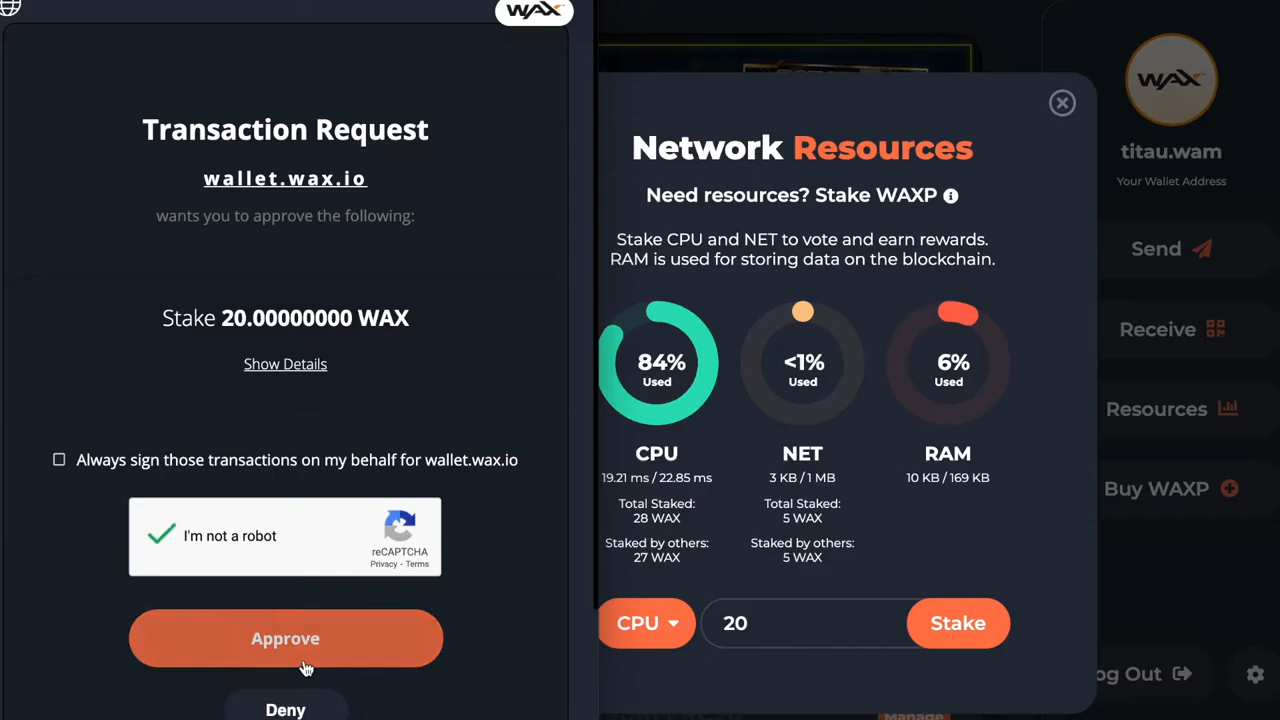 WAX
Transaction Request
wallet.wax.io
wants you to approve the following:
Stake 20.00000000 WAX
Show Details
Always sign those transactions on my behalf for wallet.wax.io
I'm not a robot
reCAPTCHA
Privacy - Terms
Approve
Deny
Network Resources
Need resources? Stake WAXP
Stake CPU and NET to vote and earn rewards.
RAM is used for storing data on the blockchain.
84%
Used
CPU
19.21 ms / 22.85 ms
Total Staked:
28 WAX
Staked by others:
27 WAX
<1%
Used
NET
3 KB / 1 MB
Total Staked:
5 WAX
Staked by others:
5 WAX
6%
Used
RAM
10 KB / 169 KB
CPU
20
Stake
WAX
titau.wam
Your Wallet Address
Send
Receive
Resources
Buy WAXP
og Out
Manage